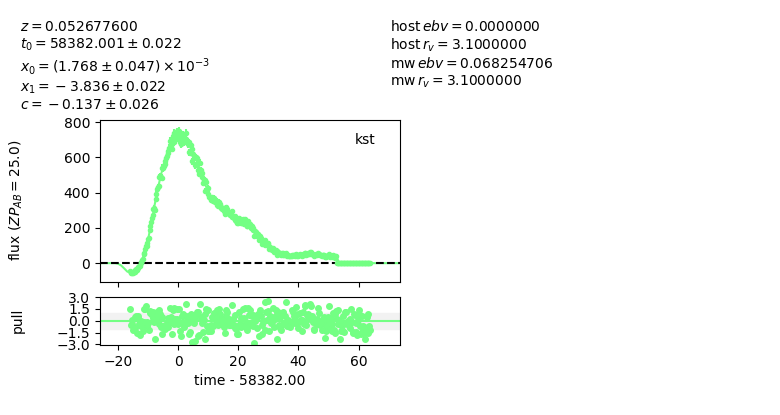 z = 0.052677600
t₀ = 58382.001 ± 0.022
x₀ = (1.768 ± 0.047) × 10⁻³
x₁ = −3.836 ± 0.022
c = −0.137 ± 0.026
host ebv = 0.0000000
host r_v = 3.1000000
mw ebv = 0.068254706
mw r_v = 3.1000000
kst
flux (ZP_AB = 25.0)
800
600
400
200
0
pull
3.0
1.5
0.0
−1.5
−3.0
−20 0 20 40 60
time - 58382.00